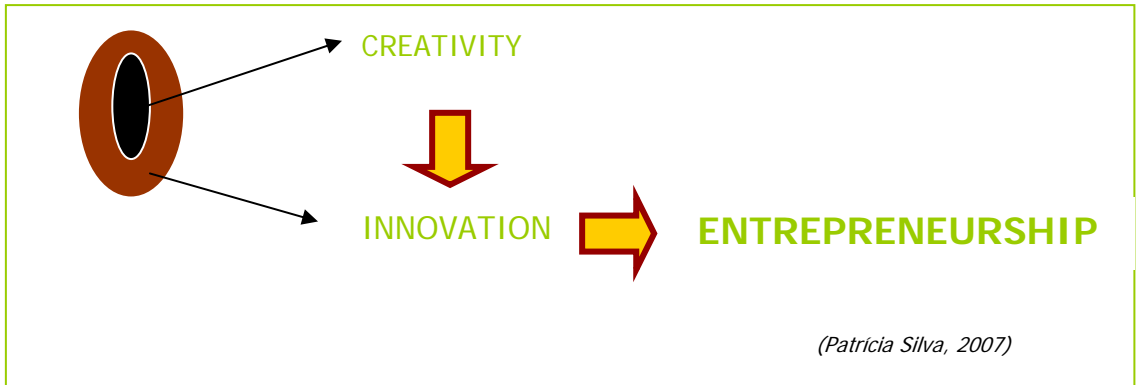 CREATIVITY
INNOVATION
ENTREPRENEURSHIP
(Patrícia Silva, 2007)